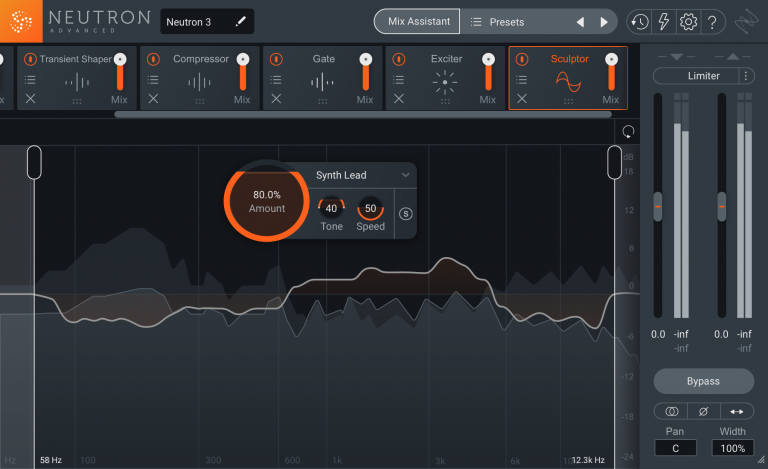 NEUTRON
ADVANCED
Neutron 3
Mix Assistant
Presets
?
Transient Shaper
Compressor
Gate
Exciter
Sculptor
Limiter
x
Mix
Mix
Mix
Mix
Mix
Synth Lead
80.0%
Amount
40
50
S
Tone
Speed
dB
18
12
6
0
-6
-12
-18
-24
0.0
-inf
0.0
-inf
-inf
-inf
Bypass
Pan
Width
C
100%
Hz
58 Hz
100
300
600
1k
3k
6k
12.3k Hz